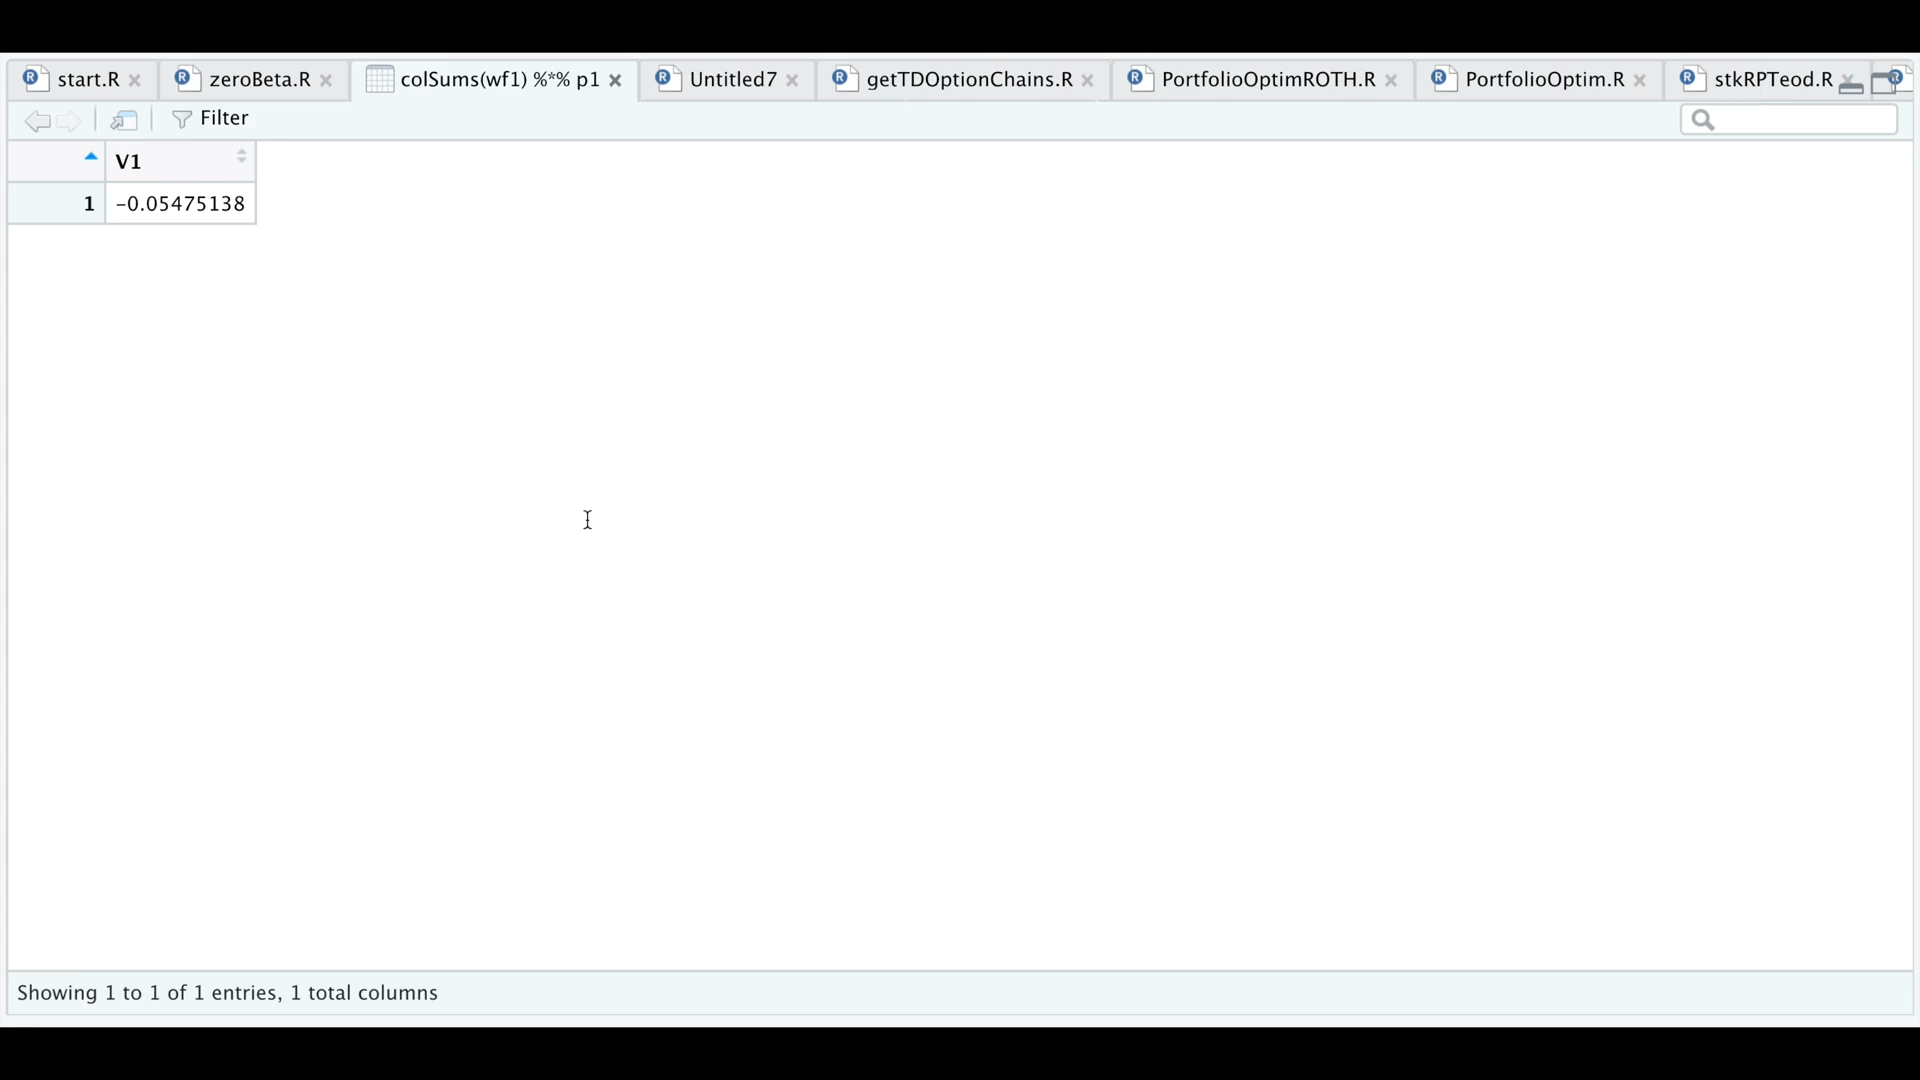 start.R zeroBeta.R colSums(wf1) %*% p1 Untitled7 getTDOptionChains.R PortfolioOptimROTH.R PortfolioOptim.R stkRPTeod.R
Filter
V1
1 -0.05475138
Showing 1 to 1 of 1 entries, 1 total columns